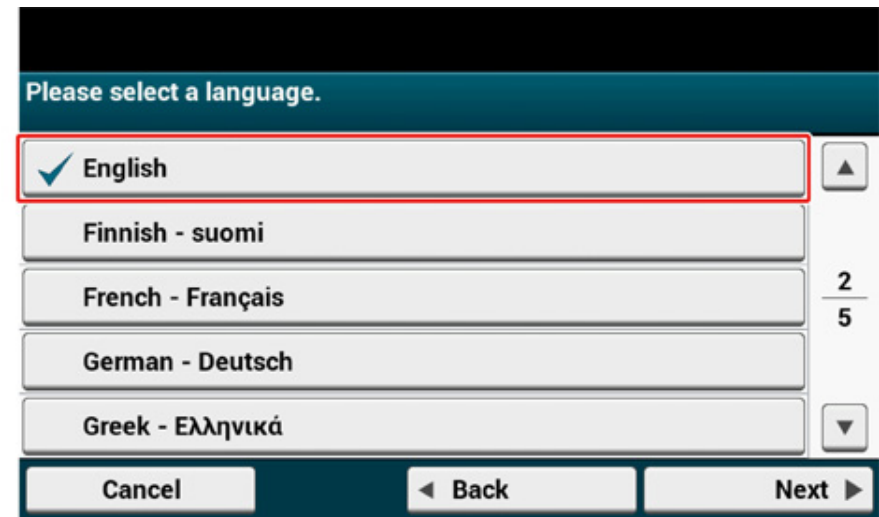 Please select a language.
English
Finnish - suomi
French - Français
German - Deutsch
Greek - Ελληνικά
2
5
Cancel
Back
Next